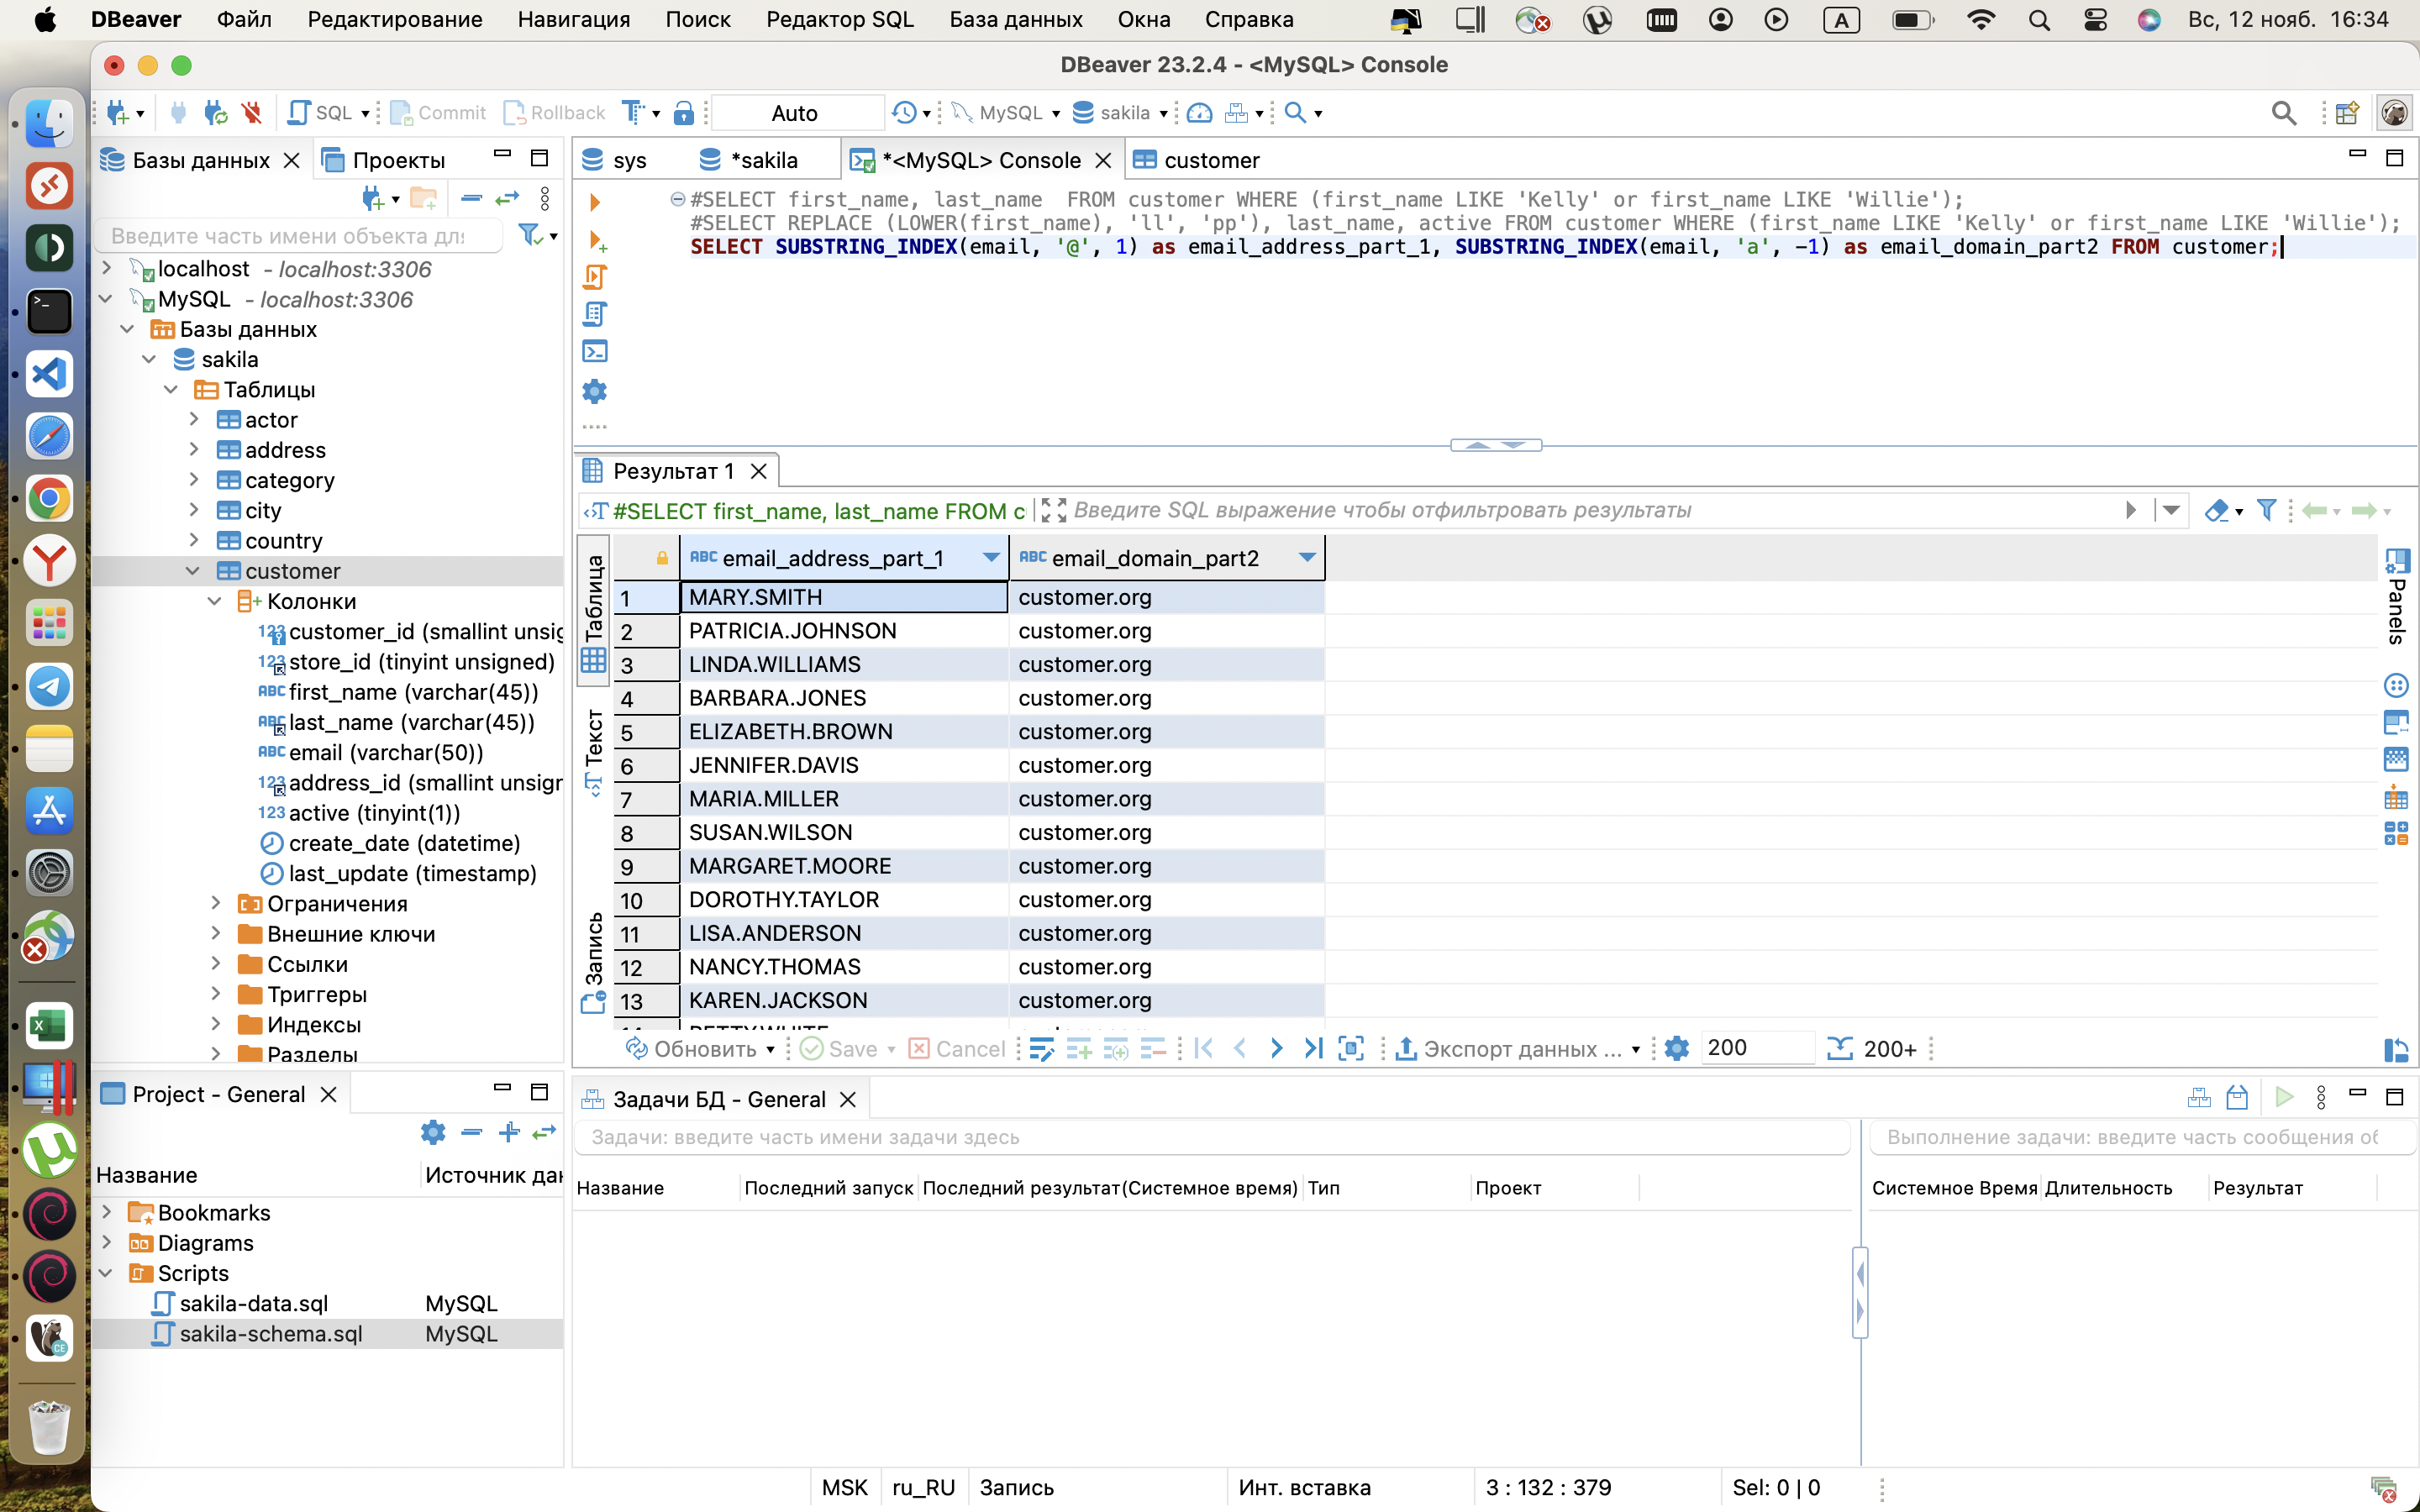 DBeaver Файл Редактирование Навигация Поиск Редактор SQL База данных Окна Справка A Вс, 12 нояб. 16:34
DBeaver 23.2.4 - <MySQL> Console
SQL Commit Rollback Auto MySQL sakila
Базы данных Проекты
Введите часть имени объекта для
localhost - localhost:3306
MySQL - localhost:3306
Базы данных
sakila
Таблицы
actor
address
category
city
country
customer
Колонки
123 customer_id (smallint unsig
123 store_id (tinyint unsigned)
ABC first_name (varchar(45))
ABC last_name (varchar(45))
ABC email (varchar(50))
123 address_id (smallint unsigr
123 active (tinyint(1))
create_date (datetime)
last_update (timestamp)
Ограничения
Внешние ключи
Ссылки
Триггеры
Индексы
Разделы
Project - General
Название Источник дан
Bookmarks
Diagrams
Scripts
sakila-data.sql MySQL
sakila-schema.sql MySQL
sys *sakila *<MySQL> Console customer
#SELECT first_name, last_name  FROM customer WHERE (first_name LIKE 'Kelly' or first_name LIKE 'Willie');
#SELECT REPLACE (LOWER(first_name), 'll', 'pp'), last_name, active FROM customer WHERE (first_name LIKE 'Kelly' or first_name LIKE 'Willie');
SELECT SUBSTRING_INDEX(email, '@', 1) as email_address_part_1, SUBSTRING_INDEX(email, 'a', -1) as email_domain_part2 FROM customer;
Результат 1
#SELECT first_name, last_name FROM c Введите SQL выражение чтобы отфильтровать результаты
Таблица
Текст
Запись
ABC email_address_part_1 ABC email_domain_part2
1 MARY.SMITH customer.org
2 PATRICIA.JOHNSON customer.org
3 LINDA.WILLIAMS customer.org
4 BARBARA.JONES customer.org
5 ELIZABETH.BROWN customer.org
6 JENNIFER.DAVIS customer.org
7 MARIA.MILLER customer.org
8 SUSAN.WILSON customer.org
9 MARGARET.MOORE customer.org
10 DOROTHY.TAYLOR customer.org
11 LISA.ANDERSON customer.org
12 NANCY.THOMAS customer.org
13 KAREN.JACKSON customer.org
Panels
Обновить Save Cancel Экспорт данных ... 200 200+
Задачи БД - General
Задачи: введите часть имени задачи здесь
Название Последний запуск Последний результат(Системное время) Тип Проект
Выполнение задачи: введите часть сообщения об
Системное Время Длительность Результат
MSK ru_RU Запись Инт. вставка 3 : 132 : 379 Sel: 0 | 0